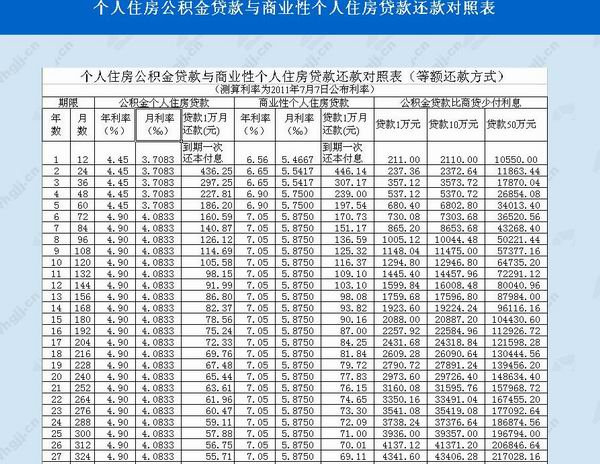 个人住房公积金贷款与商业性个人住房贷款还款对照表
个人住房公积金贷款与商业性个人住房贷款还款对照表（等额还款方式）
（测算利率为2011年7月7日公布利率）
期限 公积金个人住房贷款 商业性个人住房贷款 公积金贷款比商贷少付利息
年数 月数 年利率（%） 月利率（‰） 贷款1万月还款(元) 年利率（%） 月利率（‰） 贷款1万月还款(元) 贷款1万元 贷款10万元 贷款50万元
1 12 4.45 3.7083 到期一次还本付息 6.56 5.4667 到期一次还本付息 211.00 2110.00 10550.00
2 24 4.45 3.7083 436.25 6.65 5.5417 446.14 237.36 2372.64 11863.44
3 36 4.45 3.7083 297.25 6.65 5.5417 307.17 357.12 3573.72 17870.04
4 48 4.45 3.7083 227.81 6.90 5.7500 239.00 537.12 5370.72 26854.08
5 60 4.45 3.7083 186.20 6.90 5.7500 197.54 680.40 6802.80 34013.40
6 72 4.90 4.0833 160.59 7.05 5.8750 170.73 730.08 7303.68 36520.56
7 84 4.90 4.0833 140.87 7.05 5.8750 151.17 865.20 8653.68 43268.40
8 96 4.90 4.0833 126.12 7.05 5.8750 136.59 1005.12 10044.48 50221.44
9 108 4.90 4.0833 114.69 7.05 5.8750 125.32 1148.04 11475.00 57377.16
10 120 4.90 4.0833 105.58 7.05 5.8750 116.37 1294.80 12946.80 64735.20
11 132 4.90 4.0833 98.15 7.05 5.8750 109.10 1445.40 14457.96 72291.12
12 144 4.90 4.0833 91.99 7.05 5.8750 103.10 1599.84 16008.48 80040.96
13 156 4.90 4.0833 86.80 7.05 5.8750 98.08 1759.68 17596.80 87984.00
14 168 4.90 4.0833 82.37 7.05 5.8750 93.82 1923.60 19224.24 96116.16
15 180 4.90 4.0833 78.56 7.05 5.8750 90.16 2088.00 20887.20 104430.60
16 192 4.90 4.0833 75.24 7.05 5.8750 87.00 2257.92 22584.96 112926.72
17 204 4.90 4.0833 72.33 7.05 5.8750 84.25 2431.68 24318.84 121598.28
18 216 4.90 4.0833 69.76 7.05 5.8750 81.84 2609.28 26090.64 130444.56
19 228 4.90 4.0833 67.48 7.05 5.8750 79.72 2790.72 27891.24 139456.20
20 240 4.90 4.0833 65.44 7.05 5.8750 77.83 2973.60 29726.40 148634.40
21 252 4.90 4.0833 63.61 7.05 5.8750 76.15 3160.08 31595.76 157968.72
22 264 4.90 4.0833 61.96 7.05 5.8750 74.65 3350.16 33491.04 167455.20
23 276 4.90 4.0833 60.47 7.05 5.8750 73.30 3541.08 35419.08 177092.64
24 288 4.90 4.0833 59.11 7.05 5.8750 72.09 3738.24 37376.64 186874.56
25 300 4.90 4.0833 57.88 7.05 5.8750 71.00 3936.00 39357.00 196794.00
26 312 4.90 4.0833 56.75 7.05 5.8750 70.01 4137.12 41371.20 206846.64
27 324 4.90 4.0833 55.71 7.05 5.8750 69.11 4341.60 43406.28 217028.16